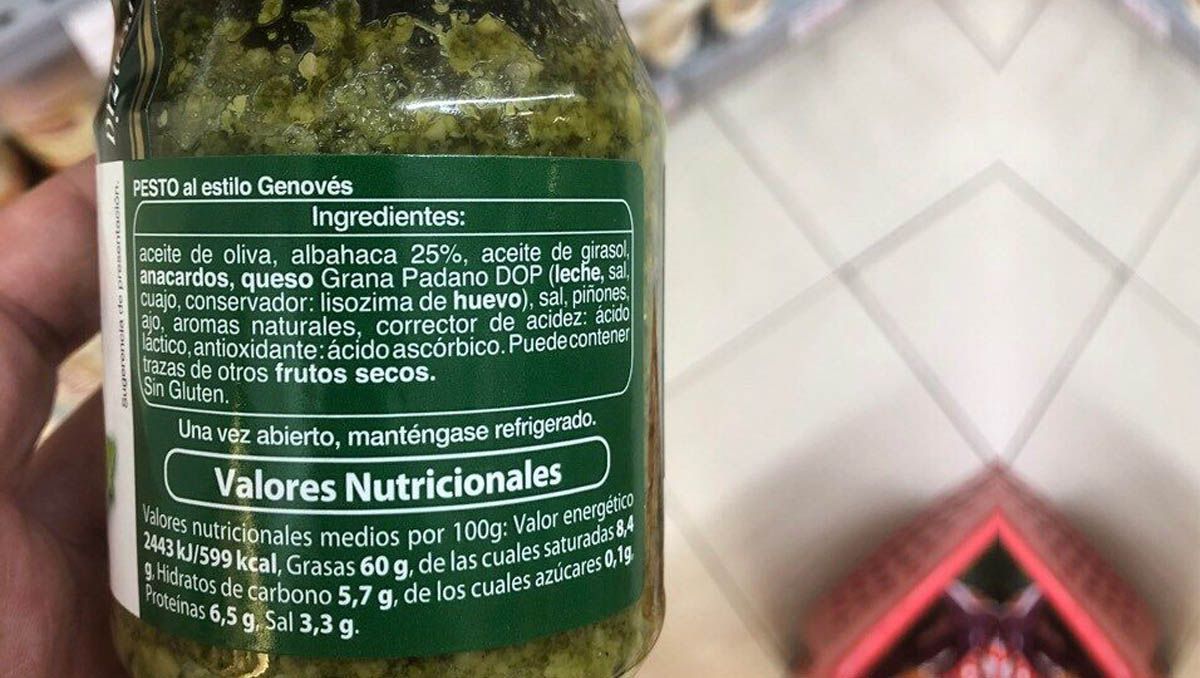 PESTO al estilo Genovés
Ingredientes:
aceite de oliva, albahaca 25%, aceite de girasol,
anacardos, queso Grana Padano DOP (leche, sal,
cuajo, conservador: lisozima de huevo), sal, piñones,
ajo, aromas naturales, corrector de acidez: ácido
láctico, antioxidante: ácido ascórbico. Puede contener
trazas de otros frutos secos.
Sin Gluten.
Una vez abierto, manténgase refrigerado.
Valores Nutricionales
Valores nutricionales medios por 100g: Valor energético
2443 kJ/599 kcal, Grasas 60 g, de las cuales saturadas 8,4
g, Hidratos de carbono 5,7 g, de los cuales azúcares 0,1g,
Proteínas 6,5 g, Sal 3,3 g.
Sugerencia de presentación.